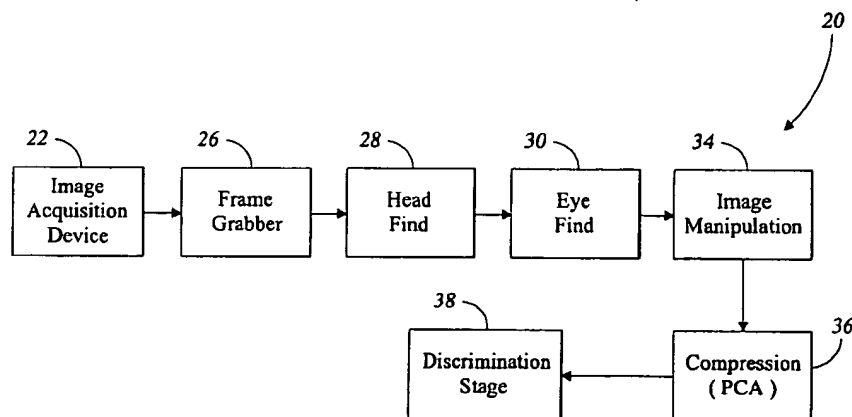 20
22
26
28
30
34
Image
Acquisition
Device
Frame
Grabber
Head
Find
Eye
Find
Image
Manipulation
38
36
Discrimination
Stage
Compression
( PCA )